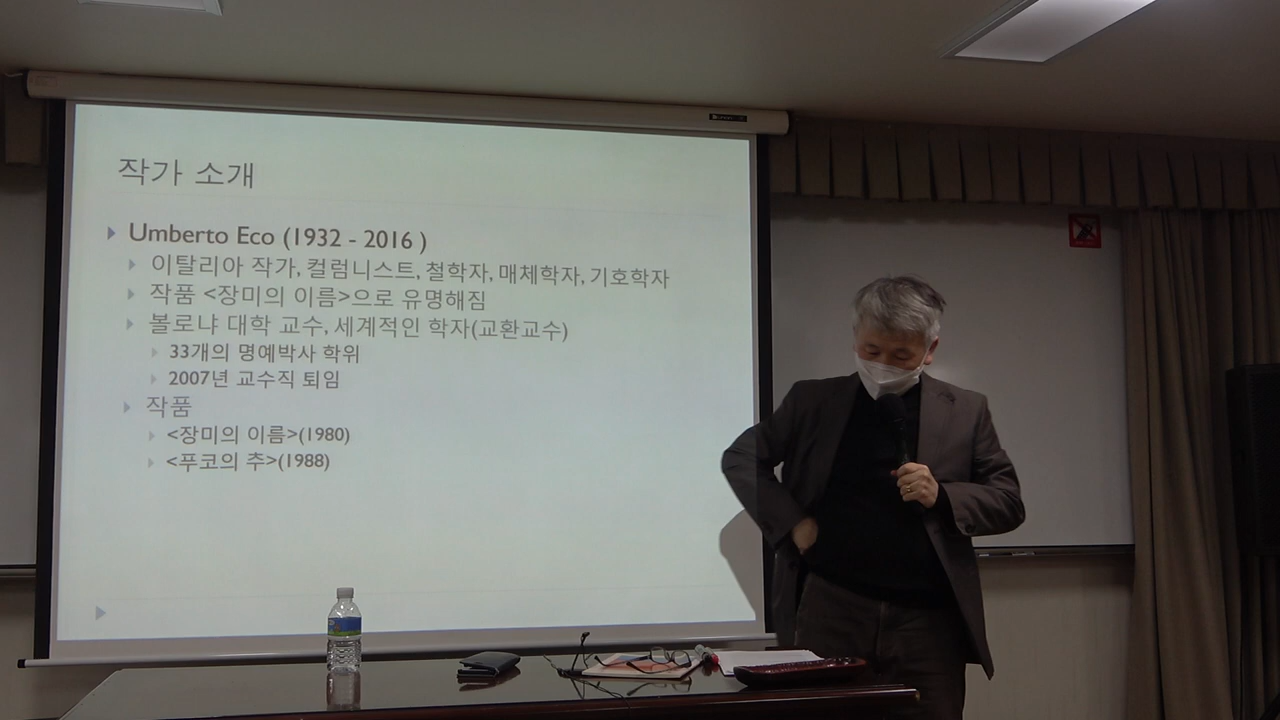 작가 소개
Umberto Eco (1932 - 2016 )
이탈리아 작가, 컬럼니스트, 철학자, 매체학자, 기호학자
작품 <장미의 이름>으로 유명해짐
볼로냐 대학 교수, 세계적인 학자(교환교수)
33개의 명예박사 학위
2007년 교수직 퇴임
작품
<장미의 이름>(1980)
<푸코의 추>(1988)